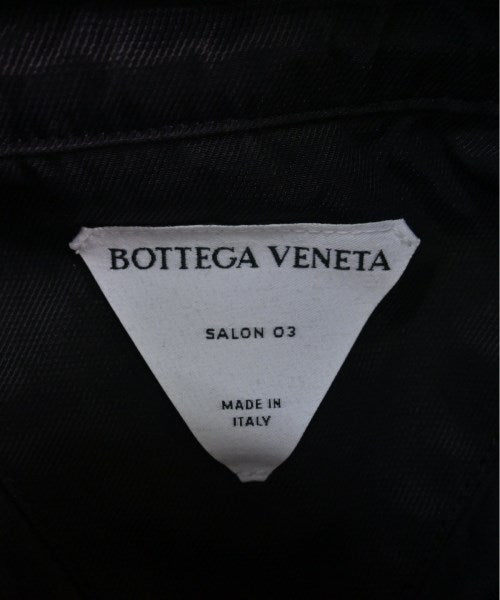 BOTTEGA VENETA
SALON 03
MADE IN
ITALY